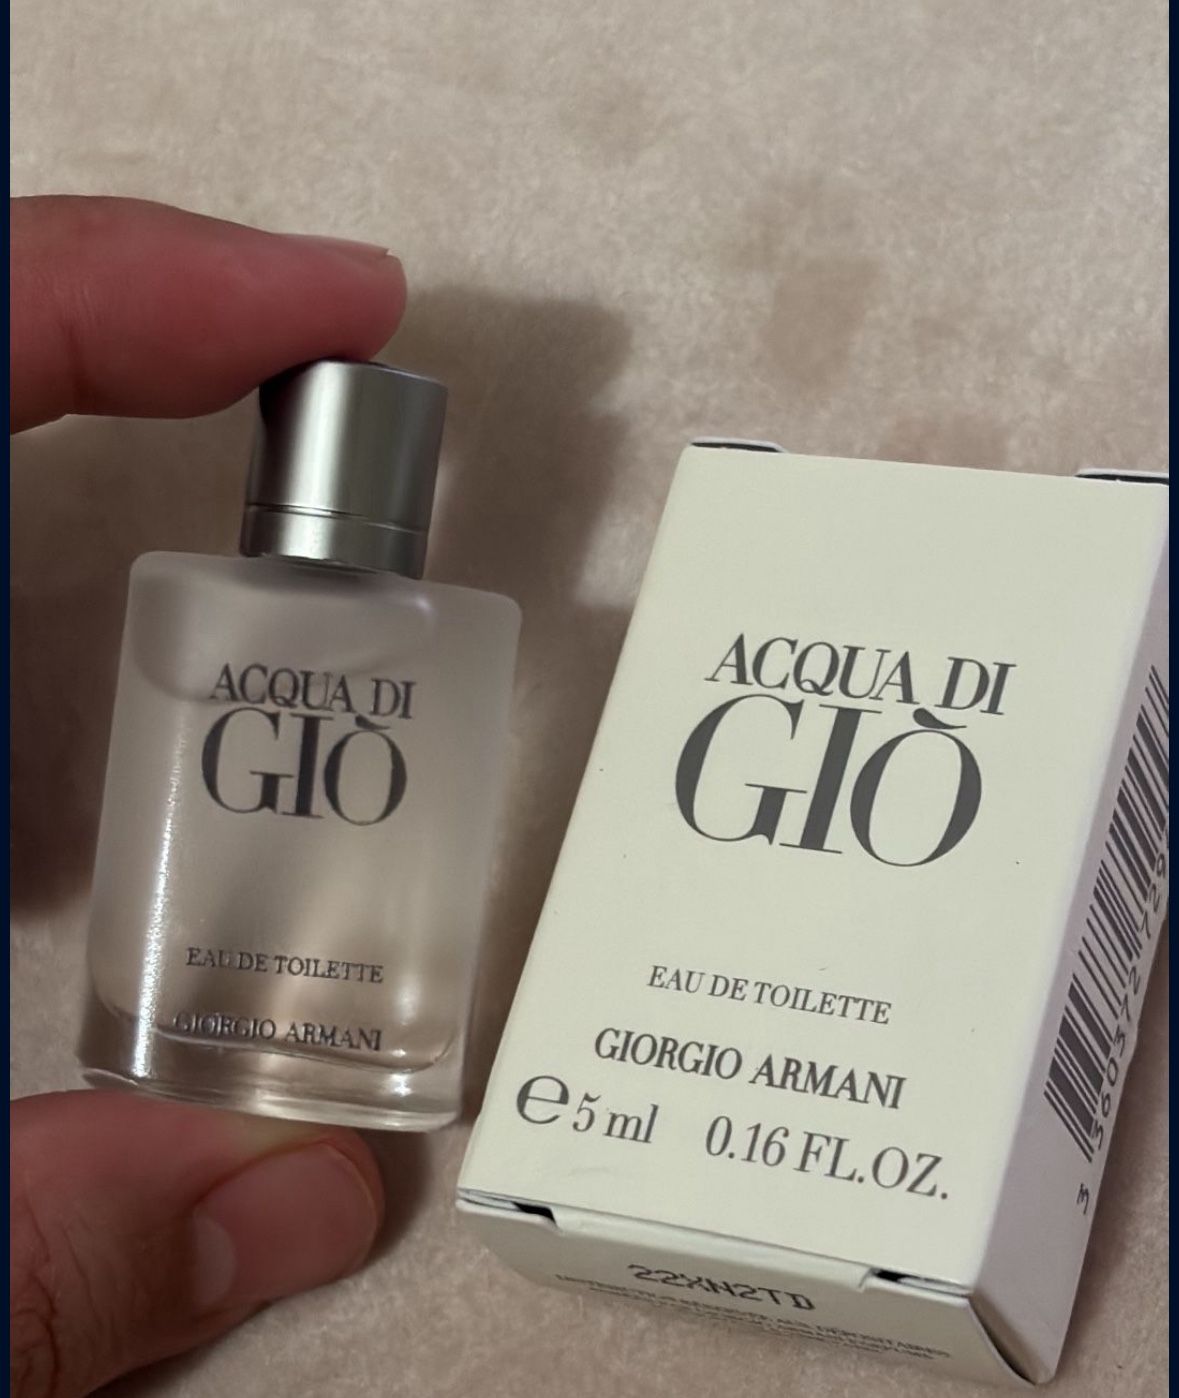 ACQUA DI
GIÒ
EAU DE TOILETTE
GIORGIO ARMANI
ACQUA DI
GIÒ
EAU DE TOILETTE
GIORGIO ARMANI
℮ 5 ml 0.16 FL.OZ.